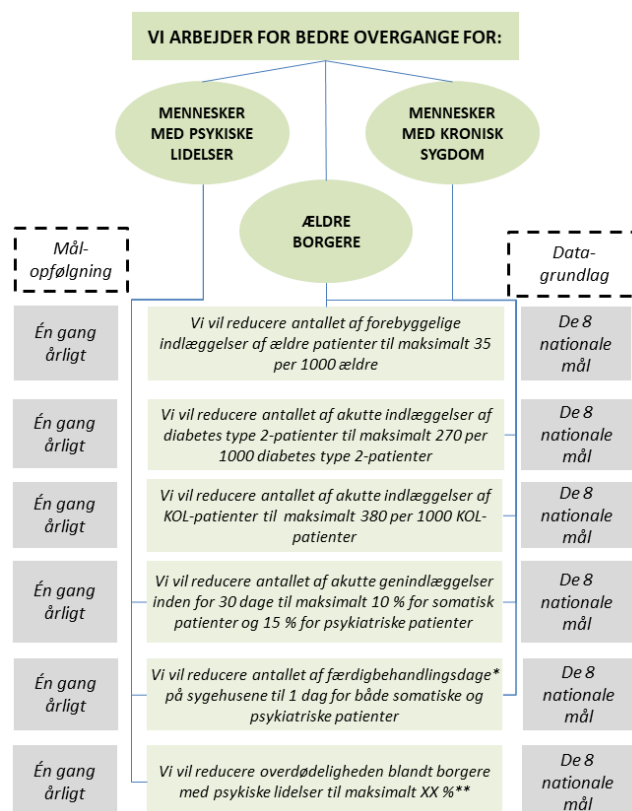 VI ARBEJDER FOR BEDRE OVERGANGE FOR:
MENNESKER
MED PSYKISKE
LIDELSER
MENNESKER
MED KRONISK
SYGDOM
ÆLDRE
BORGERE
Mål-
opfølgning
Data-
grundlag
Én gang
årligt
Vi vil reducere antallet af forebyggelige
indlæggelser af ældre patienter til maksimalt 35
per 1000 ældre
De 8
nationale
mål
Én gang
årligt
Vi vil reducere antallet af akutte indlæggelser af
diabetes type 2-patienter til maksimalt 270 per
1000 diabetes type 2-patienter
De 8
nationale
mål
Én gang
årligt
Vi vil reducere antallet af akutte indlæggelser af
KOL-patienter til maksimalt 380 per 1000 KOL-
patienter
De 8
nationale
mål
Én gang
årligt
Vi vil reducere antallet af akutte genindlæggelser
inden for 30 dage til maksimalt 10 % for somatisk
patienter og 15 % for psykiatriske patienter
De 8
nationale
mål
Én gang
årligt
Vi vil reducere antallet af færdigbehandlingsdage*
på sygehusene til 1 dag for både somatiske og
psykiatriske patienter
De 8
nationale
mål
Én gang
årligt
Vi vil reducere overdødeligheden blandt borgere
med psykiske lidelser til maksimalt XX %**
De 8
nationale
mål